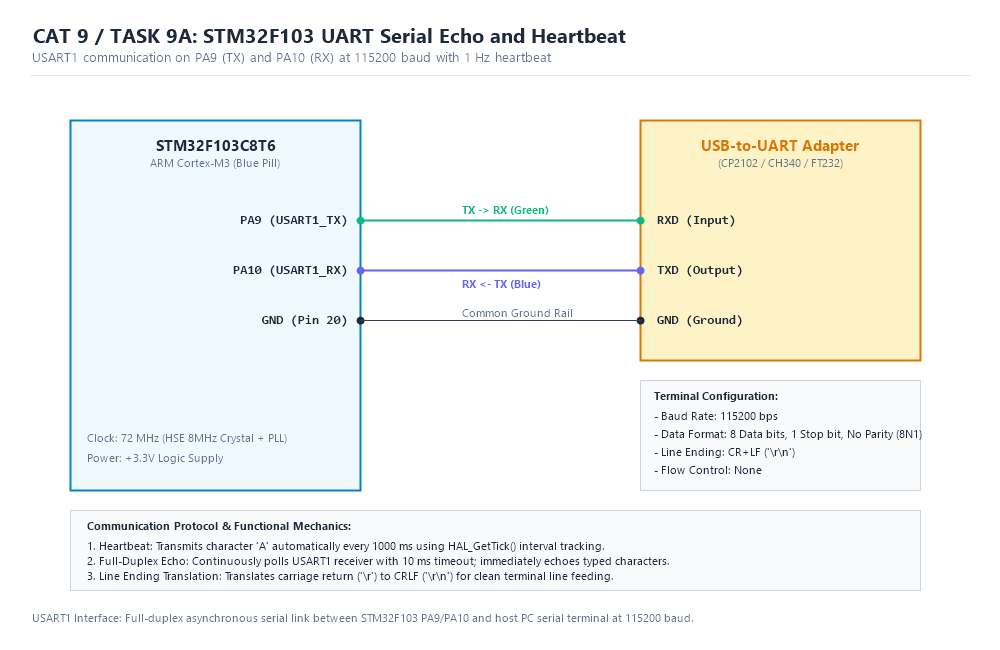 CAT 9 / TASK 9A: STM32F103 UART Serial Echo and Heartbeat
USART1 communication on PA9 (TX) and PA10 (RX) at 115200 baud with 1 Hz heartbeat
STM32F103C8T6
ARM Cortex-M3 (Blue Pill)
PA9 (USART1_TX)
PA10 (USART1_RX)
GND (Pin 20)
Clock: 72 MHz (HSE 8MHz Crystal + PLL)
Power: +3.3V Logic Supply
TX -> RX (Green)
RX <- TX (Blue)
Common Ground Rail
USB-to-UART Adapter
(CP2102 / CH340 / FT232)
RXD (Input)
TXD (Output)
GND (Ground)
Terminal Configuration:
- Baud Rate: 115200 bps
- Data Format: 8 Data bits, 1 Stop bit, No Parity (8N1)
- Line Ending: CR+LF ('\r\n')
- Flow Control: None
Communication Protocol & Functional Mechanics:
1. Heartbeat: Transmits character 'A' automatically every 1000 ms using HAL_GetTick() interval tracking.
2. Full-Duplex Echo: Continuously polls USART1 receiver with 10 ms timeout; immediately echoes typed characters.
3. Line Ending Translation: Translates carriage return ('\r') to CRLF ('\r\n') for clean terminal line feeding.
USART1 Interface: Full-duplex asynchronous serial link between STM32F103 PA9/PA10 and host PC serial terminal at 115200 baud.